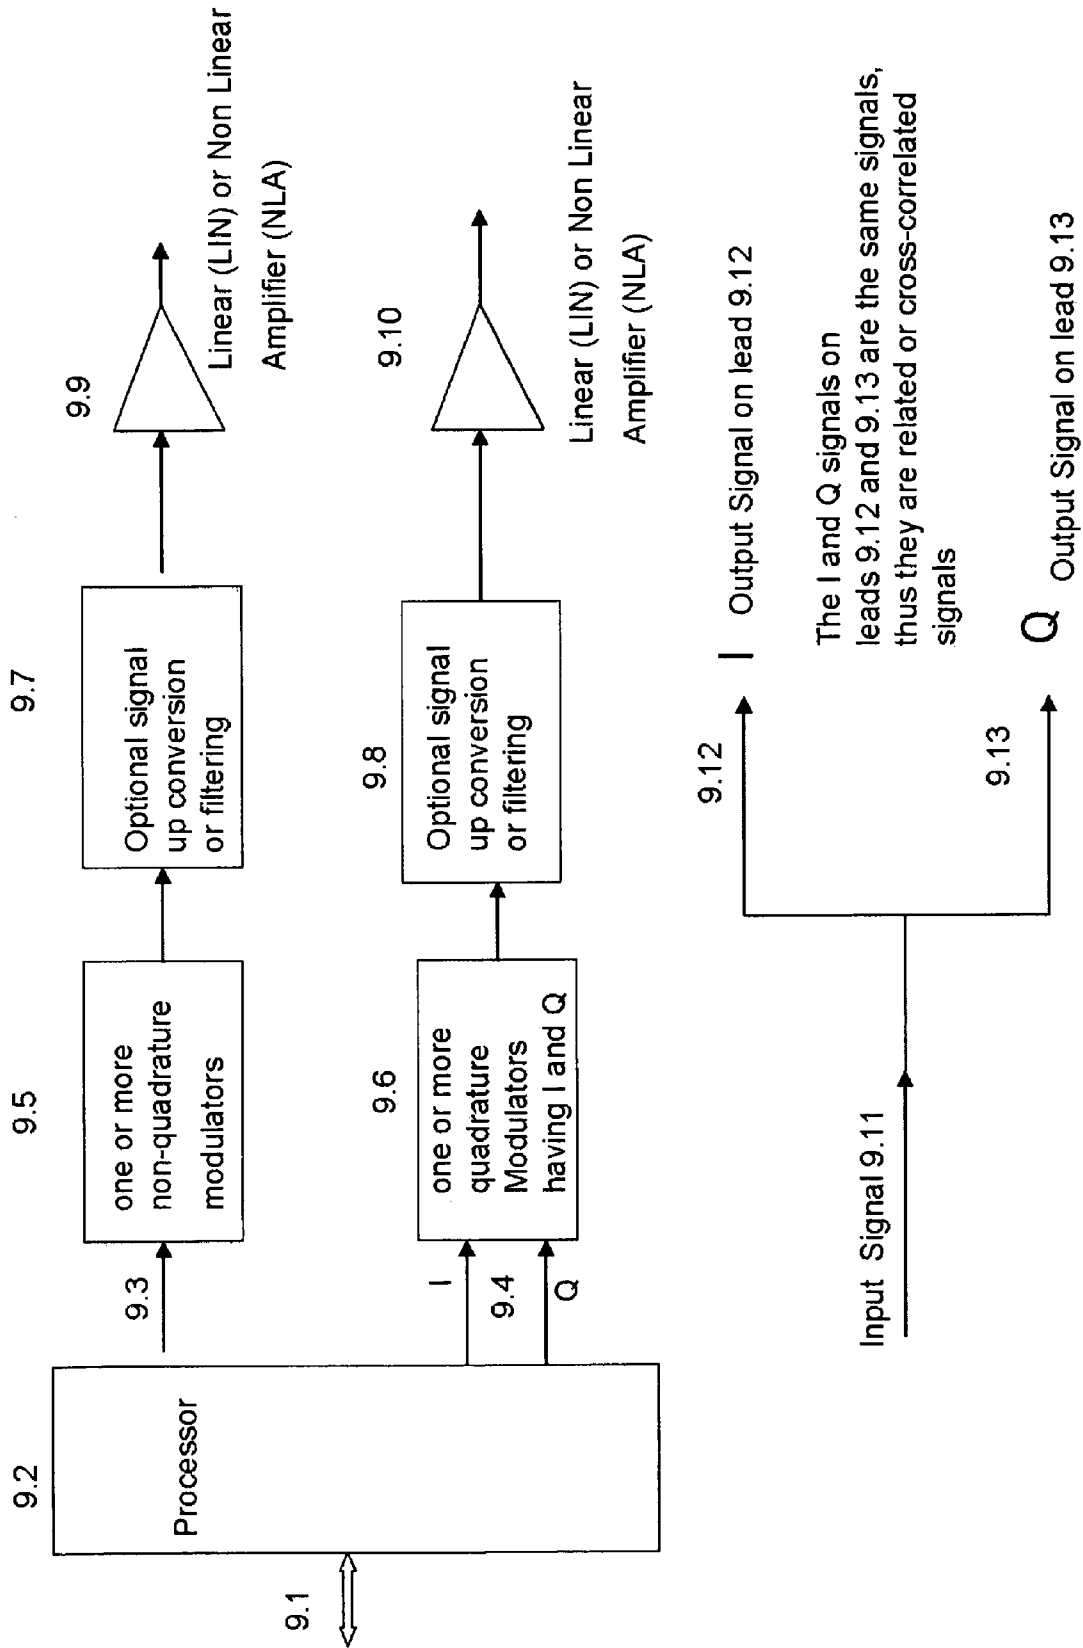 9.1
9.2
Processor
9.3
9.5
one or more
non-quadrature
modulators
9.7
Optional signal
up conversion
or filtering
9.9
Linear (LIN) or Non Linear
Amplifier (NLA)
I
9.4
Q
9.6
one or more
quadrature
Modulators
having I and Q
9.8
Optional signal
up conversion
or filtering
9.10
Linear (LIN) or Non Linear
Amplifier (NLA)
Input Signal 9.11
9.12
I Output Signal on lead 9.12
The I and Q signals on
leads 9.12 and 9.13 are the same signals,
thus they are related or cross-correlated
signals
9.13
Q Output Signal on lead 9.13